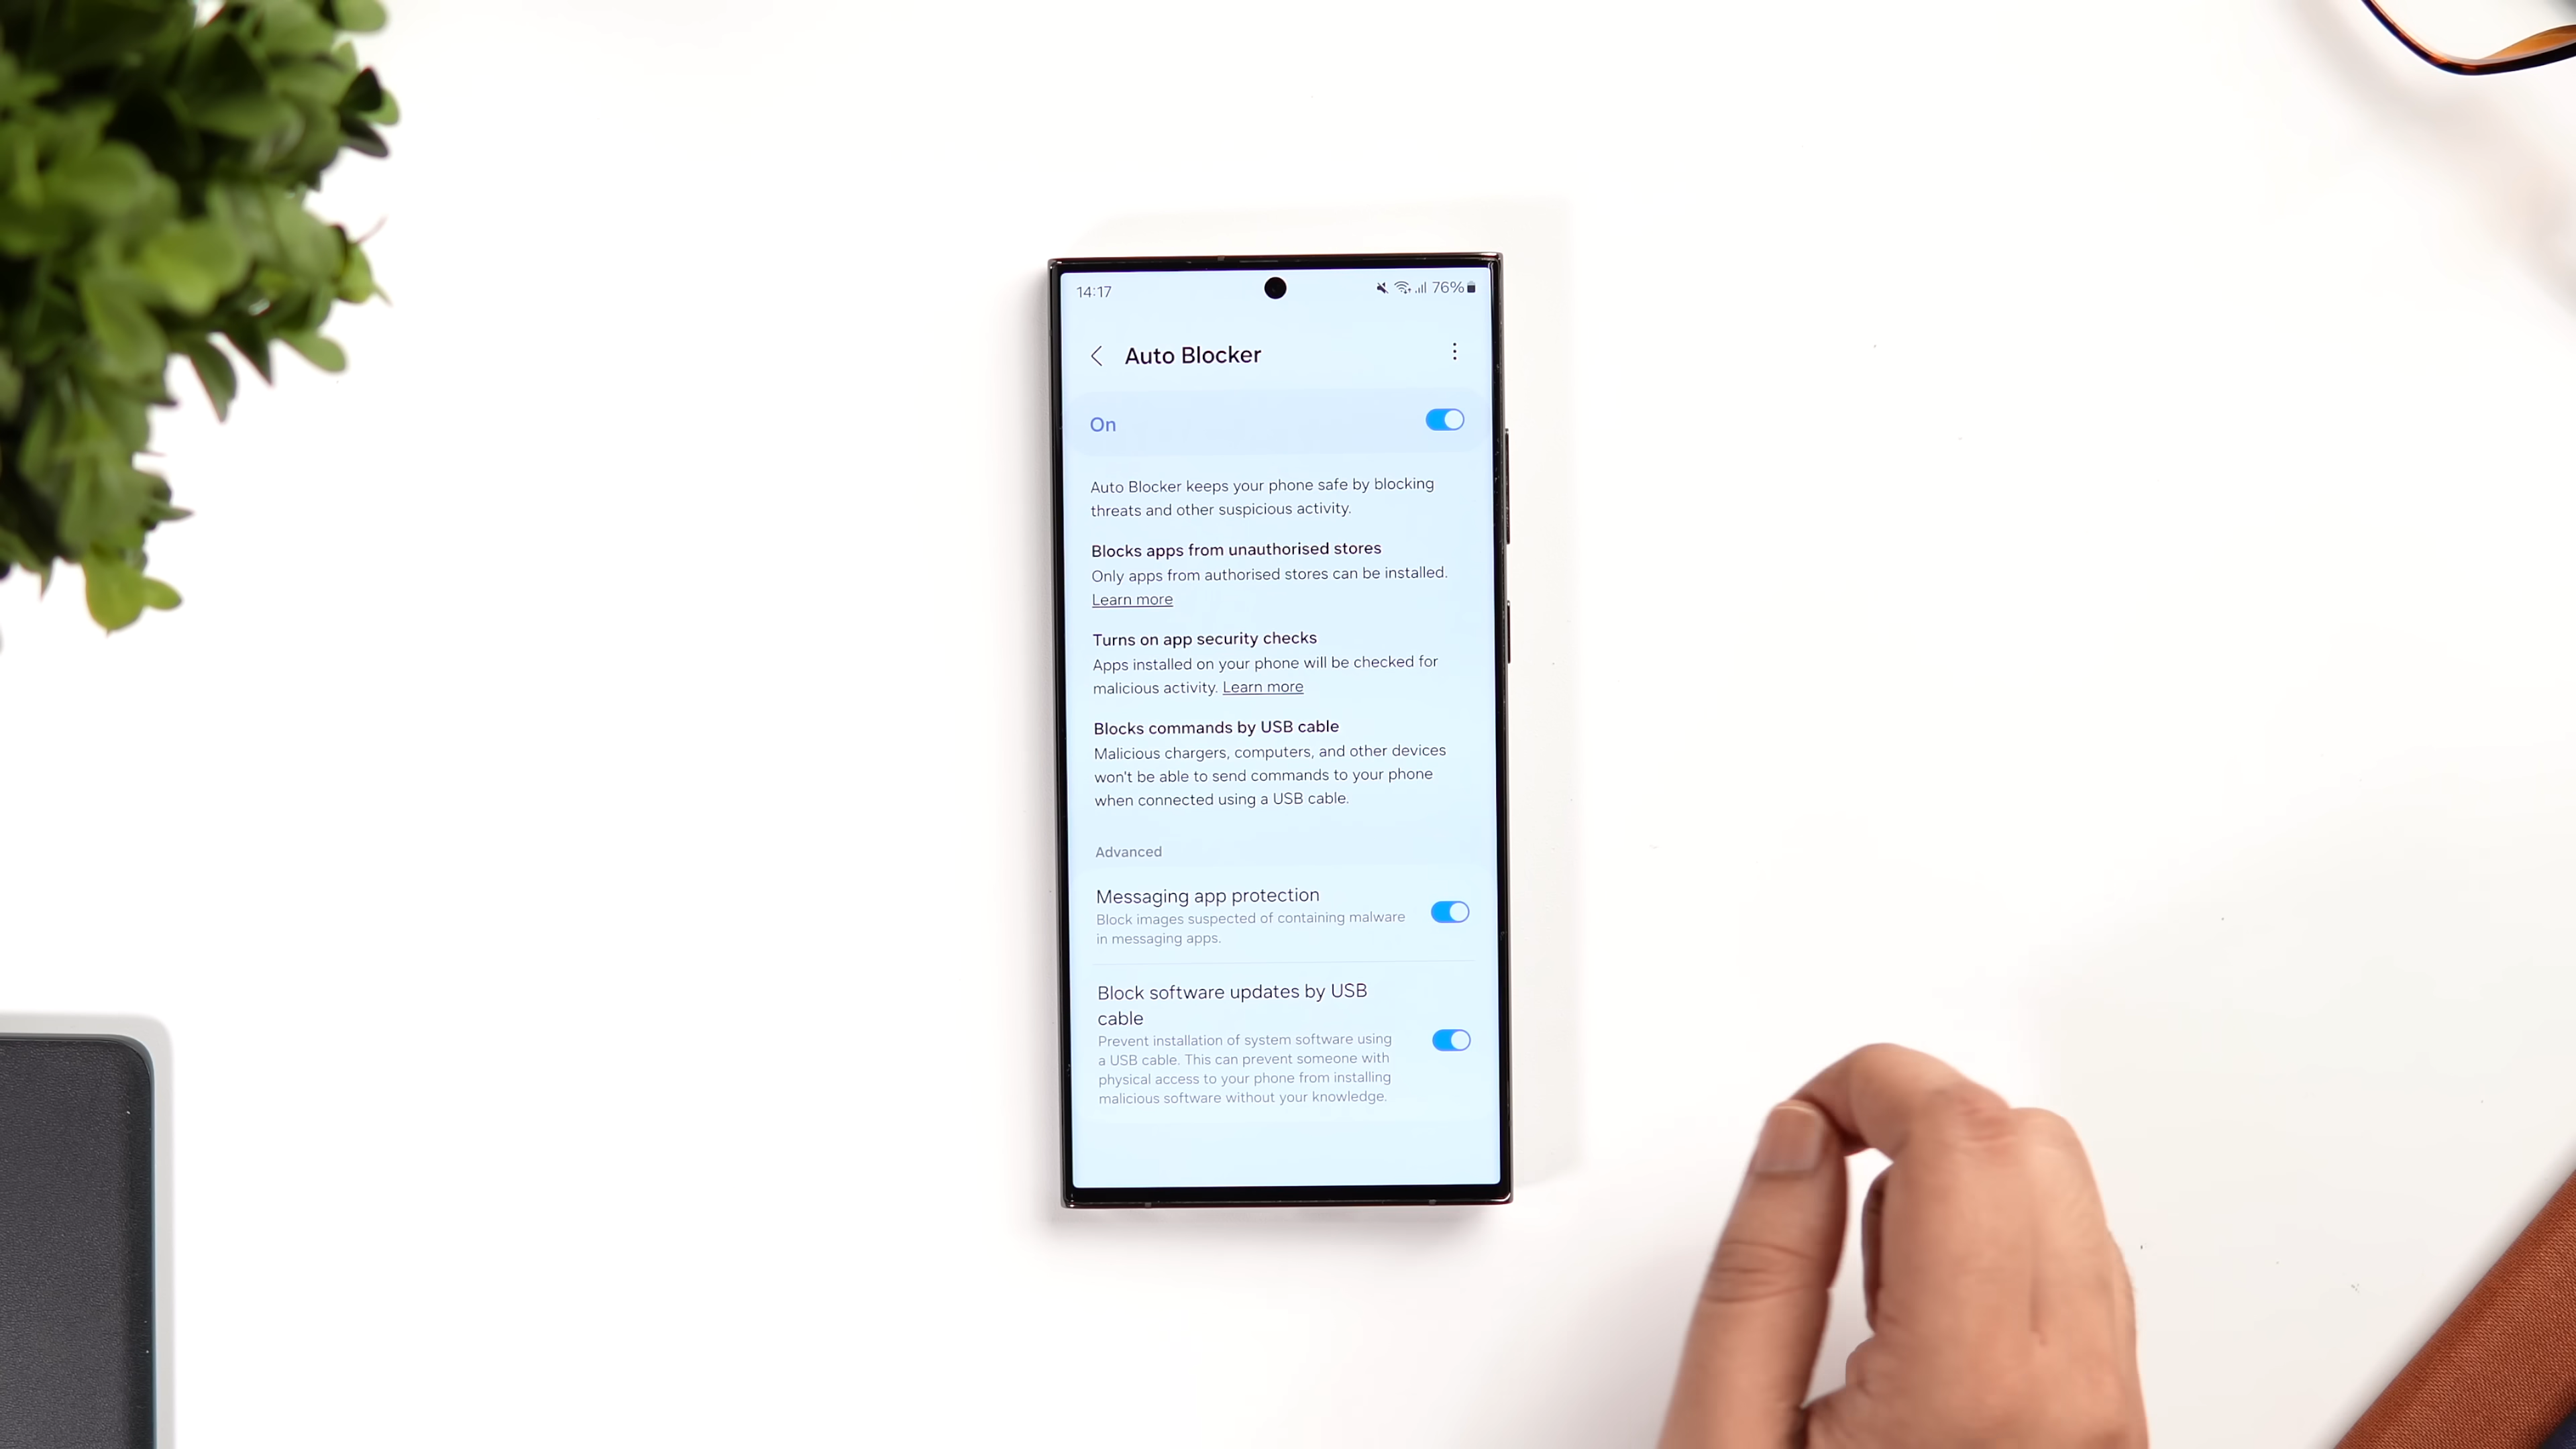 14:17
76%
Auto Blocker
On
Auto Blocker keeps your phone safe by blocking
threats and other suspicious activity.
Blocks apps from unauthorised stores
Only apps from authorised stores can be installed.
Learn more
Turns on app security checks
Apps installed on your phone will be checked for
malicious activity. Learn more
Blocks commands by USB cable
Malicious chargers, computers, and other devices
won't be able to send commands to your phone
when connected using a USB cable.
Advanced
Messaging app protection
Block images suspected of containing malware
in messaging apps.
Block software updates by USB
cable
Prevent installation of system software using
a USB cable. This can prevent someone with
physical access to your phone from installing
malicious software without your knowledge.